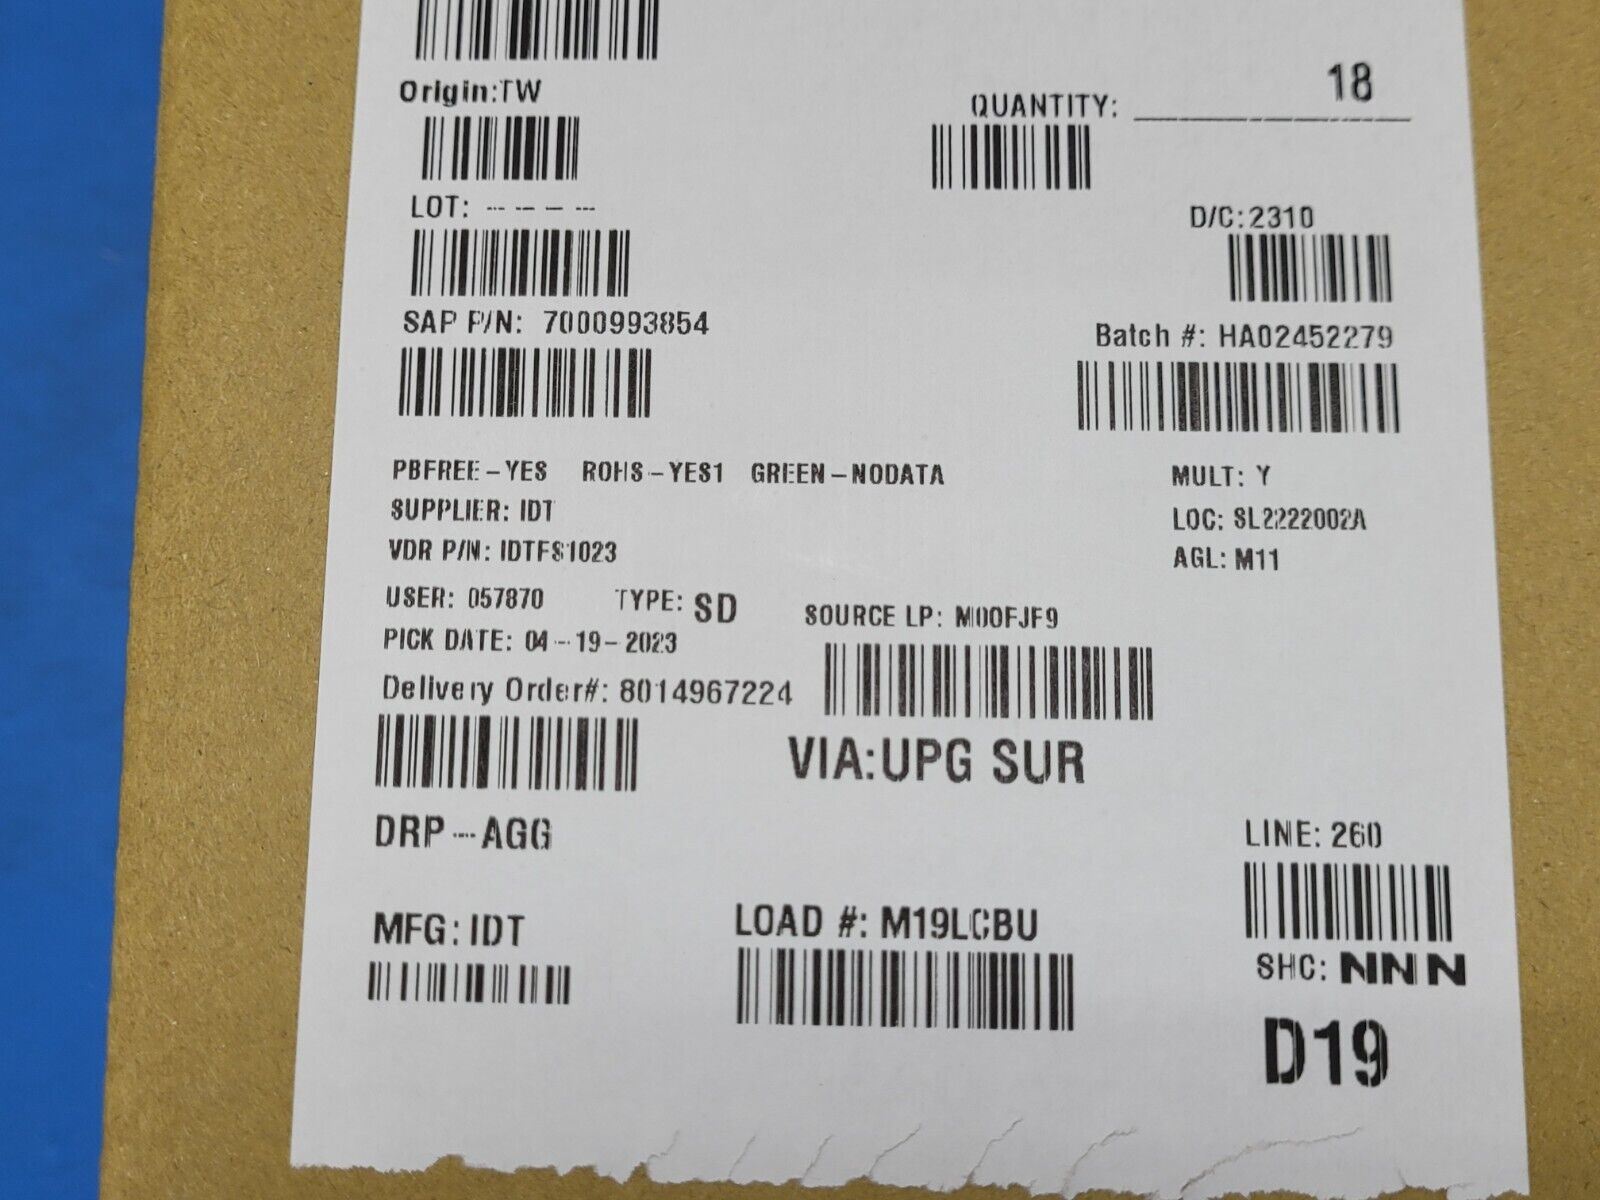 Origin:TW
QUANTITY: 18
LOT: -- -- -- --
D/C:2310
SAP P/N: 7000993854
Batch #: HA02452279
PBFREE-YES ROHS-YES1 GREEN-NODATA
MULT: Y
SUPPLIER: IDT
LOC: SL2222002A
VDR P/N: IDTFS1023
AGL: M11
USER: 057870 TYPE: SD
SOURCE LP: M00FJF9
PICK DATE: 04-19-2023
Delivery Order#: 8014967224
VIA:UPG SUR
DRP-AGG
LINE: 260
MFG: IDT
LOAD #: M19LCBU
SHC: NNN
D19